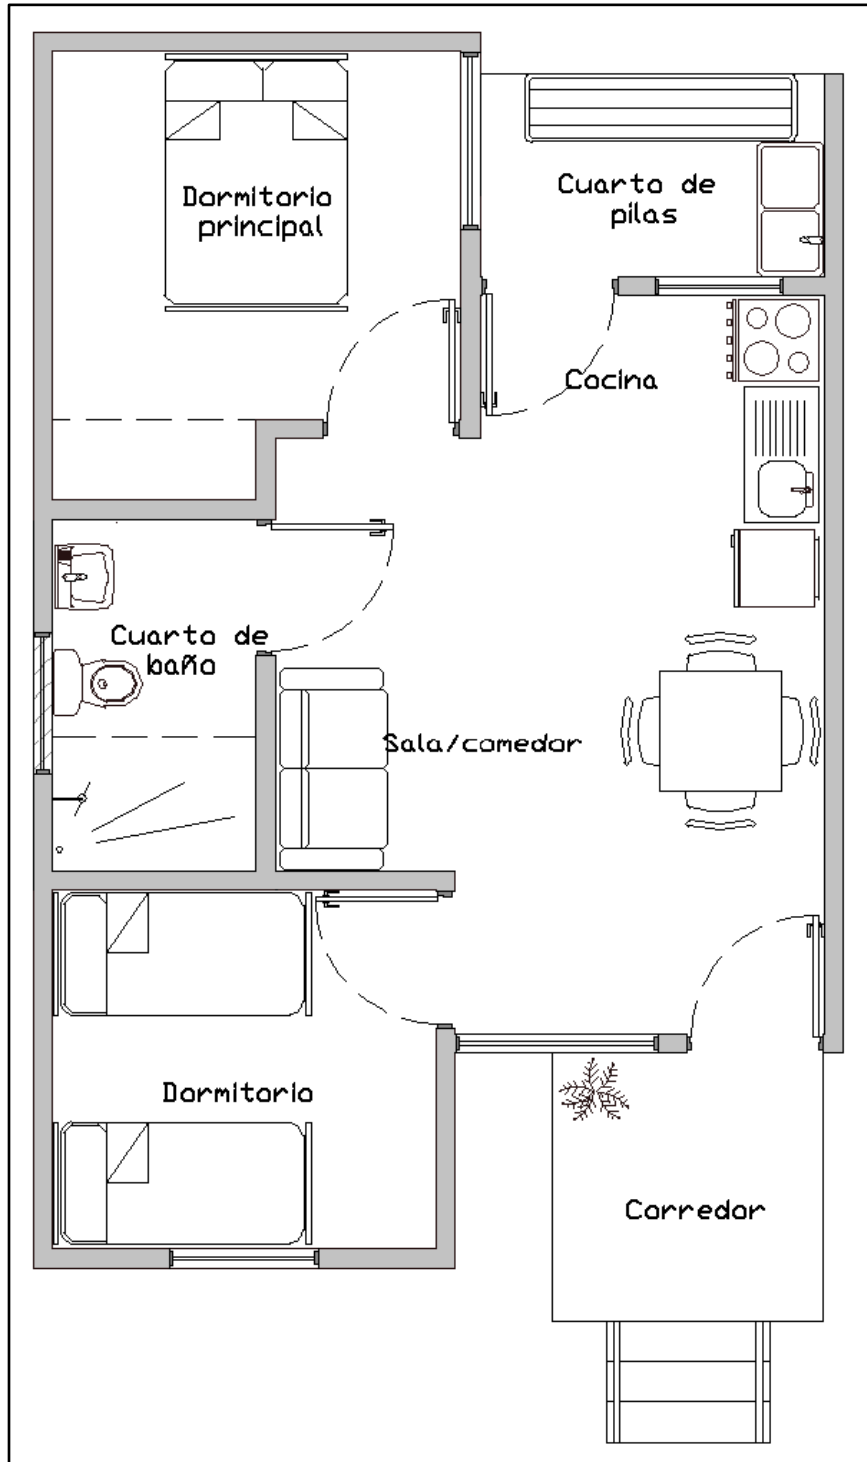 Dormitorio
principal
Cuarto de
pilas
Cocina
Cuarto de
baño
Sala/comedor
Dormitorio
Corredor